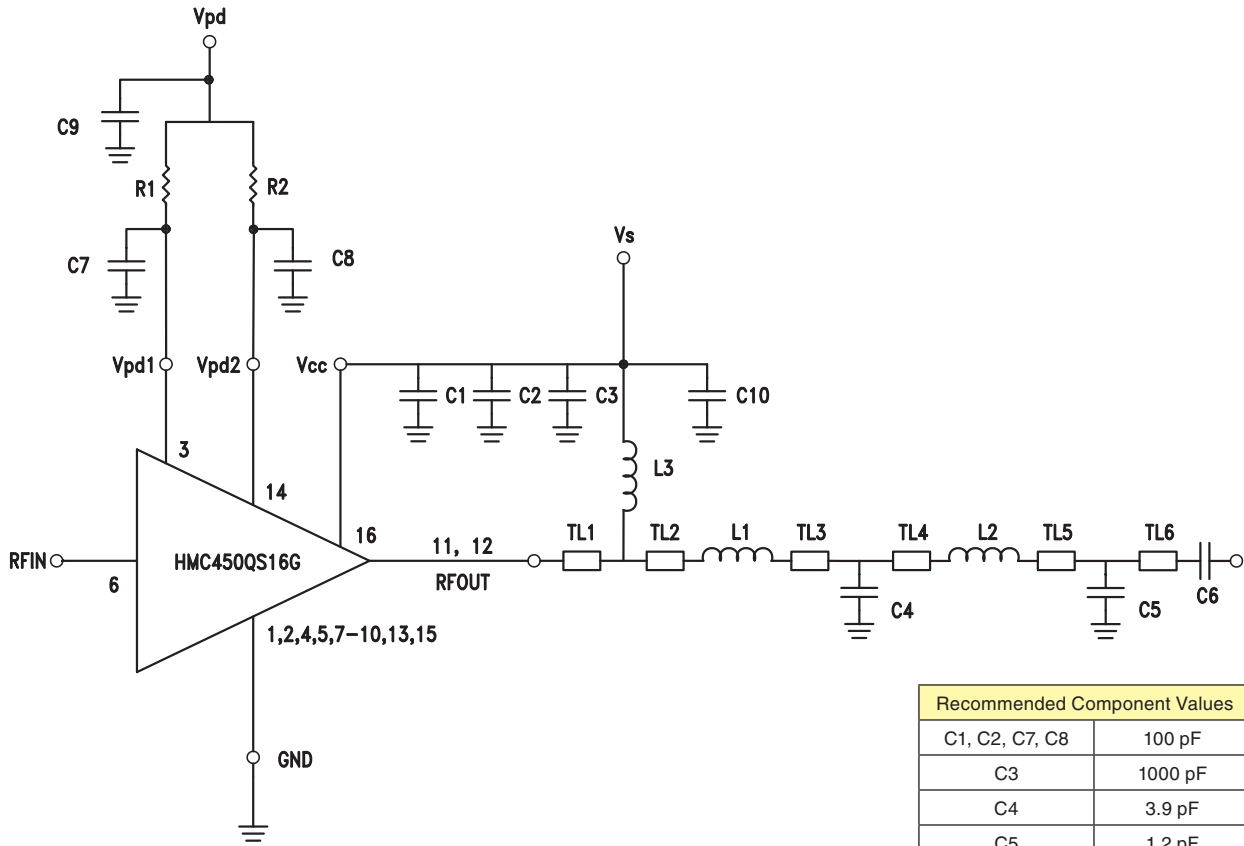 Vpd
C9
R1
R2
C7
C8
Vs
Vpd1
Vpd2
Vcc
C1
C2
C3
C10
3
14
16
L3
RFIN
6
HMC450QS16G
11, 12
RFOUT
TL1
TL2
L1
TL3
TL4
L2
TL5
TL6
C4
C5
C6
1,2,4,5,7-10,13,15
GND
Recommended Component Values
C1, C2, C7, C8 100 pF
C3 1000 pF
C4 3.9 pF
C5 1.2 pF